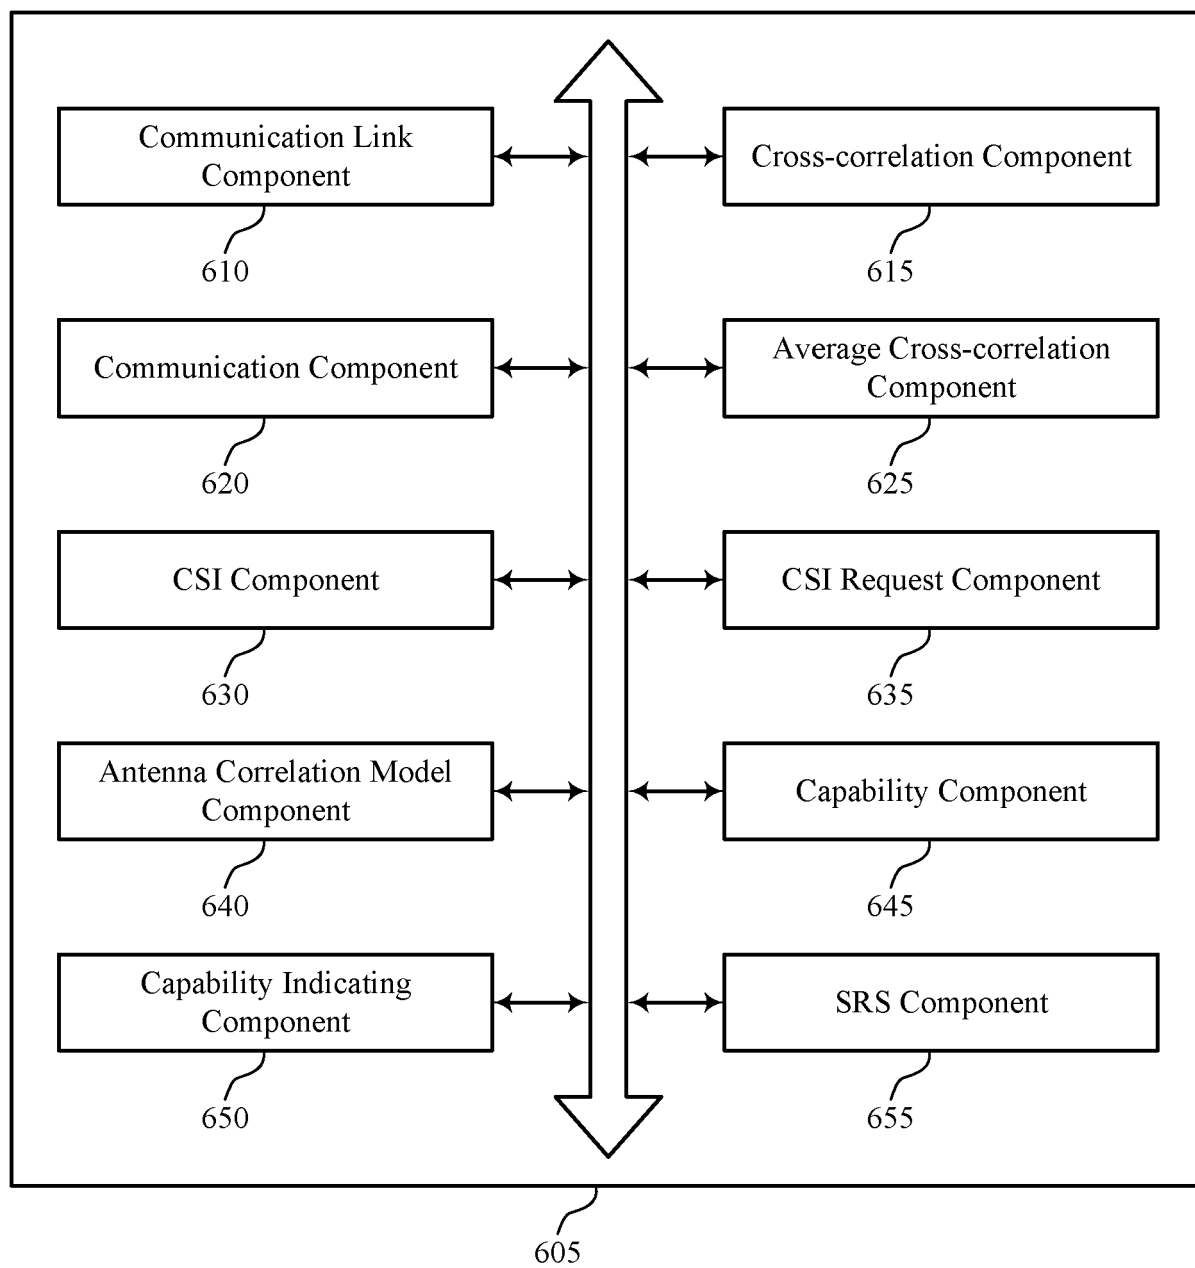 Communication Link
Component
610
Cross-correlation Component
615
Communication Component
620
Average Cross-correlation
Component
625
CSI Component
630
CSI Request Component
635
Antenna Correlation Model
Component
640
Capability Component
645
Capability Indicating
Component
650
SRS Component
655
605